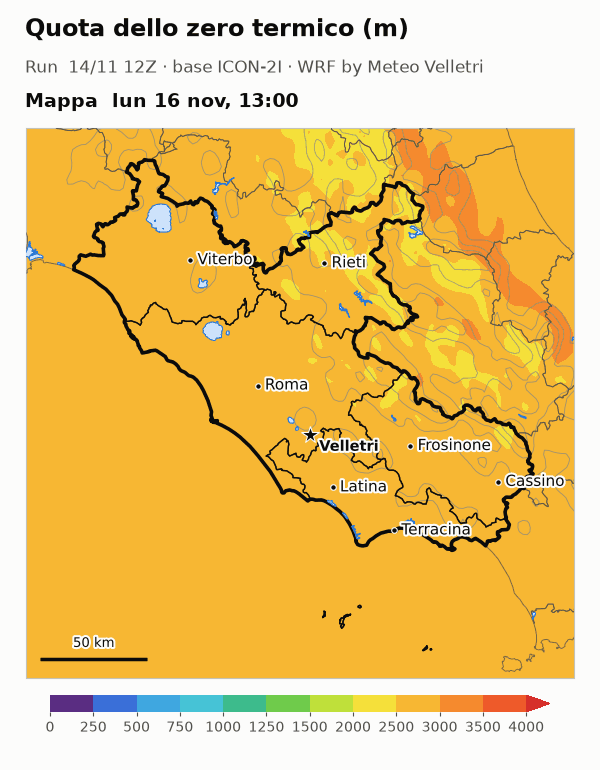 Quota dello zero termico (m)
Run 14/11 12Z · base ICON-2I · WRF by Meteo Velletri
Mappa lun 16 nov, 13:00
Viterbo
Rieti
Roma
Velletri
Frosinone
Cassino
Latina
Terracina
50 km
0 250 500 750 1000 1250 1500 2000 2500 3000 3500 4000